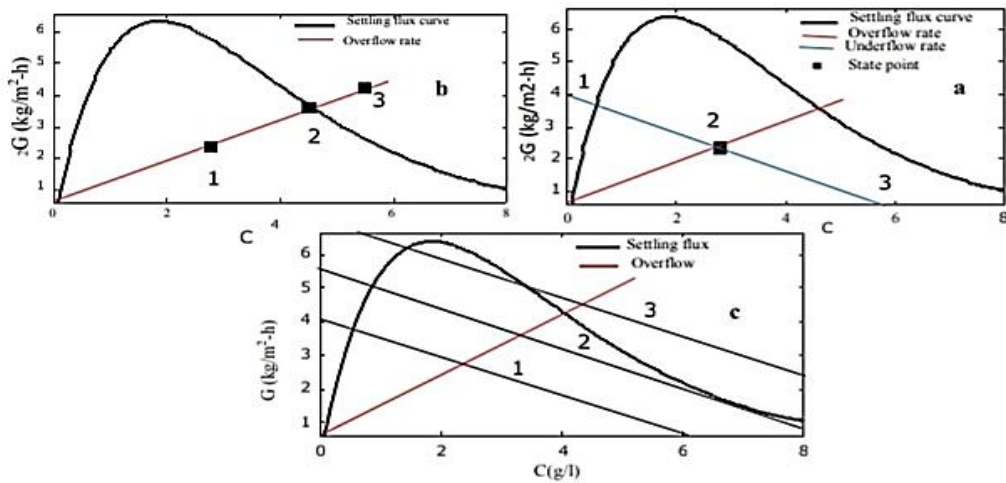 Settling flux curve
Overflow rate
b
₂G (kg/m²-h)
6
5
4
3
2
1
1
2
3
0
2
4
6
8
C
Settling flux curve
Overflow rate
Underflow rate
State point
a
₂G (kg/m2-h)
6
5
4
3
2
1
1
2
3
0
2
4
6
8
C
Settling flux
Overflow
c
G (kg/m²-h)
6
5
4
3
2
1
3
2
1
0
2
4
6
8
C(g/l)